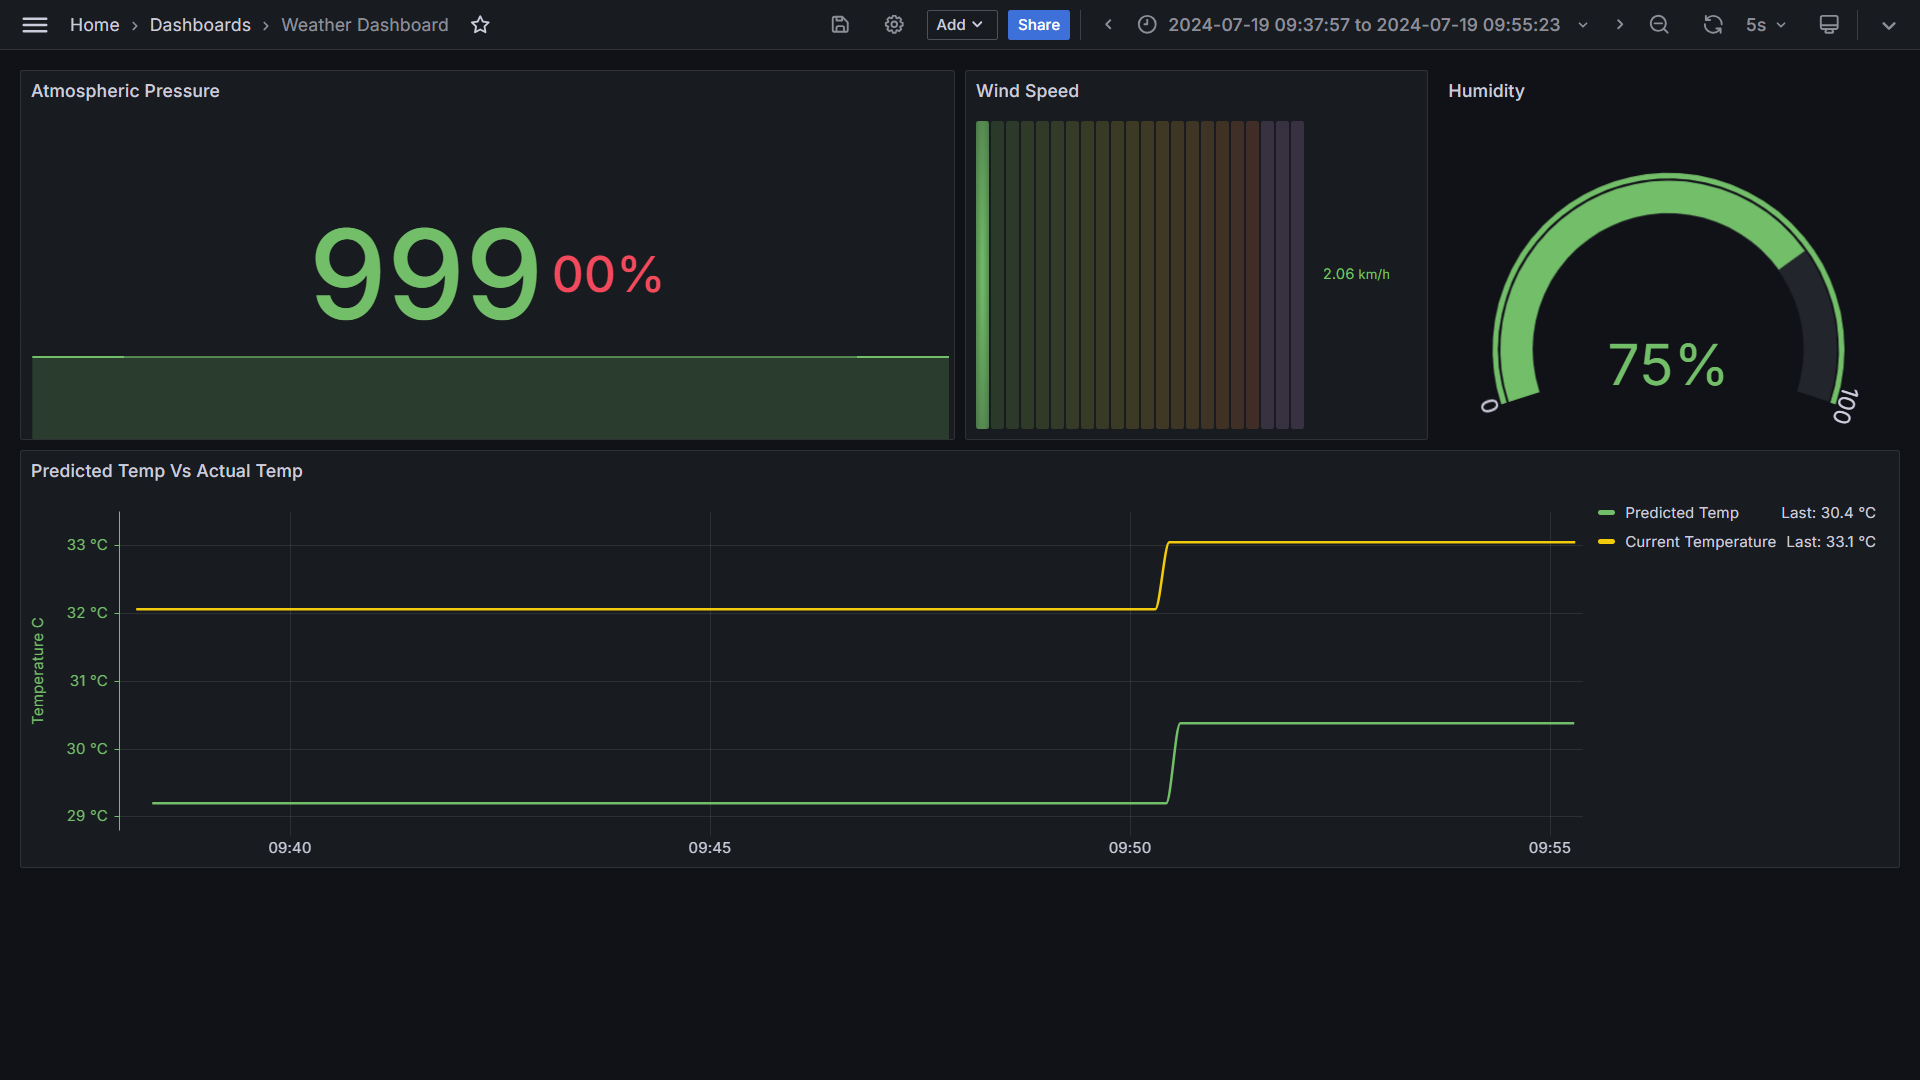 Home › Dashboards › Weather Dashboard
Add
Share
2024-07-19 09:37:57 to 2024-07-19 09:55:23
5s
Atmospheric Pressure
999 00%
Wind Speed
2.06 km/h
Humidity
75%
0
100
Predicted Temp Vs Actual Temp
Temperature C
33 °C
32 °C
31 °C
30 °C
29 °C
09:40
09:45
09:50
09:55
Predicted Temp Last: 30.4 °C
Current Temperature Last: 33.1 °C